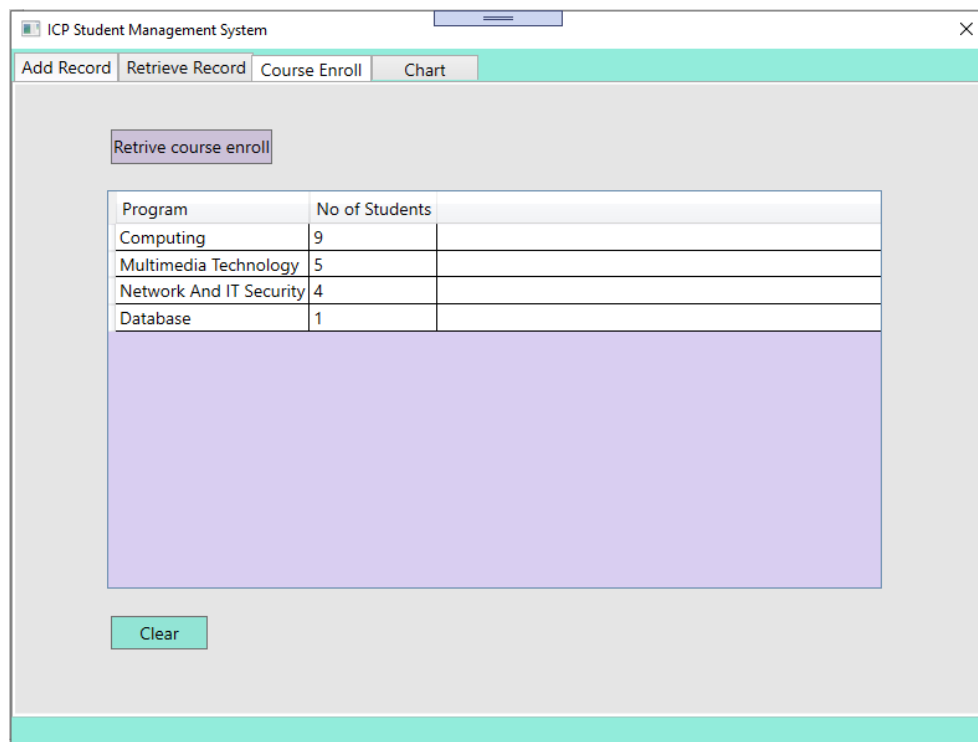 ICP Student Management System
Add Record Retrieve Record Course Enroll Chart
Retrive course enroll
Program No of Students
Computing 9
Multimedia Technology 5
Network And IT Security 4
Database 1
Clear